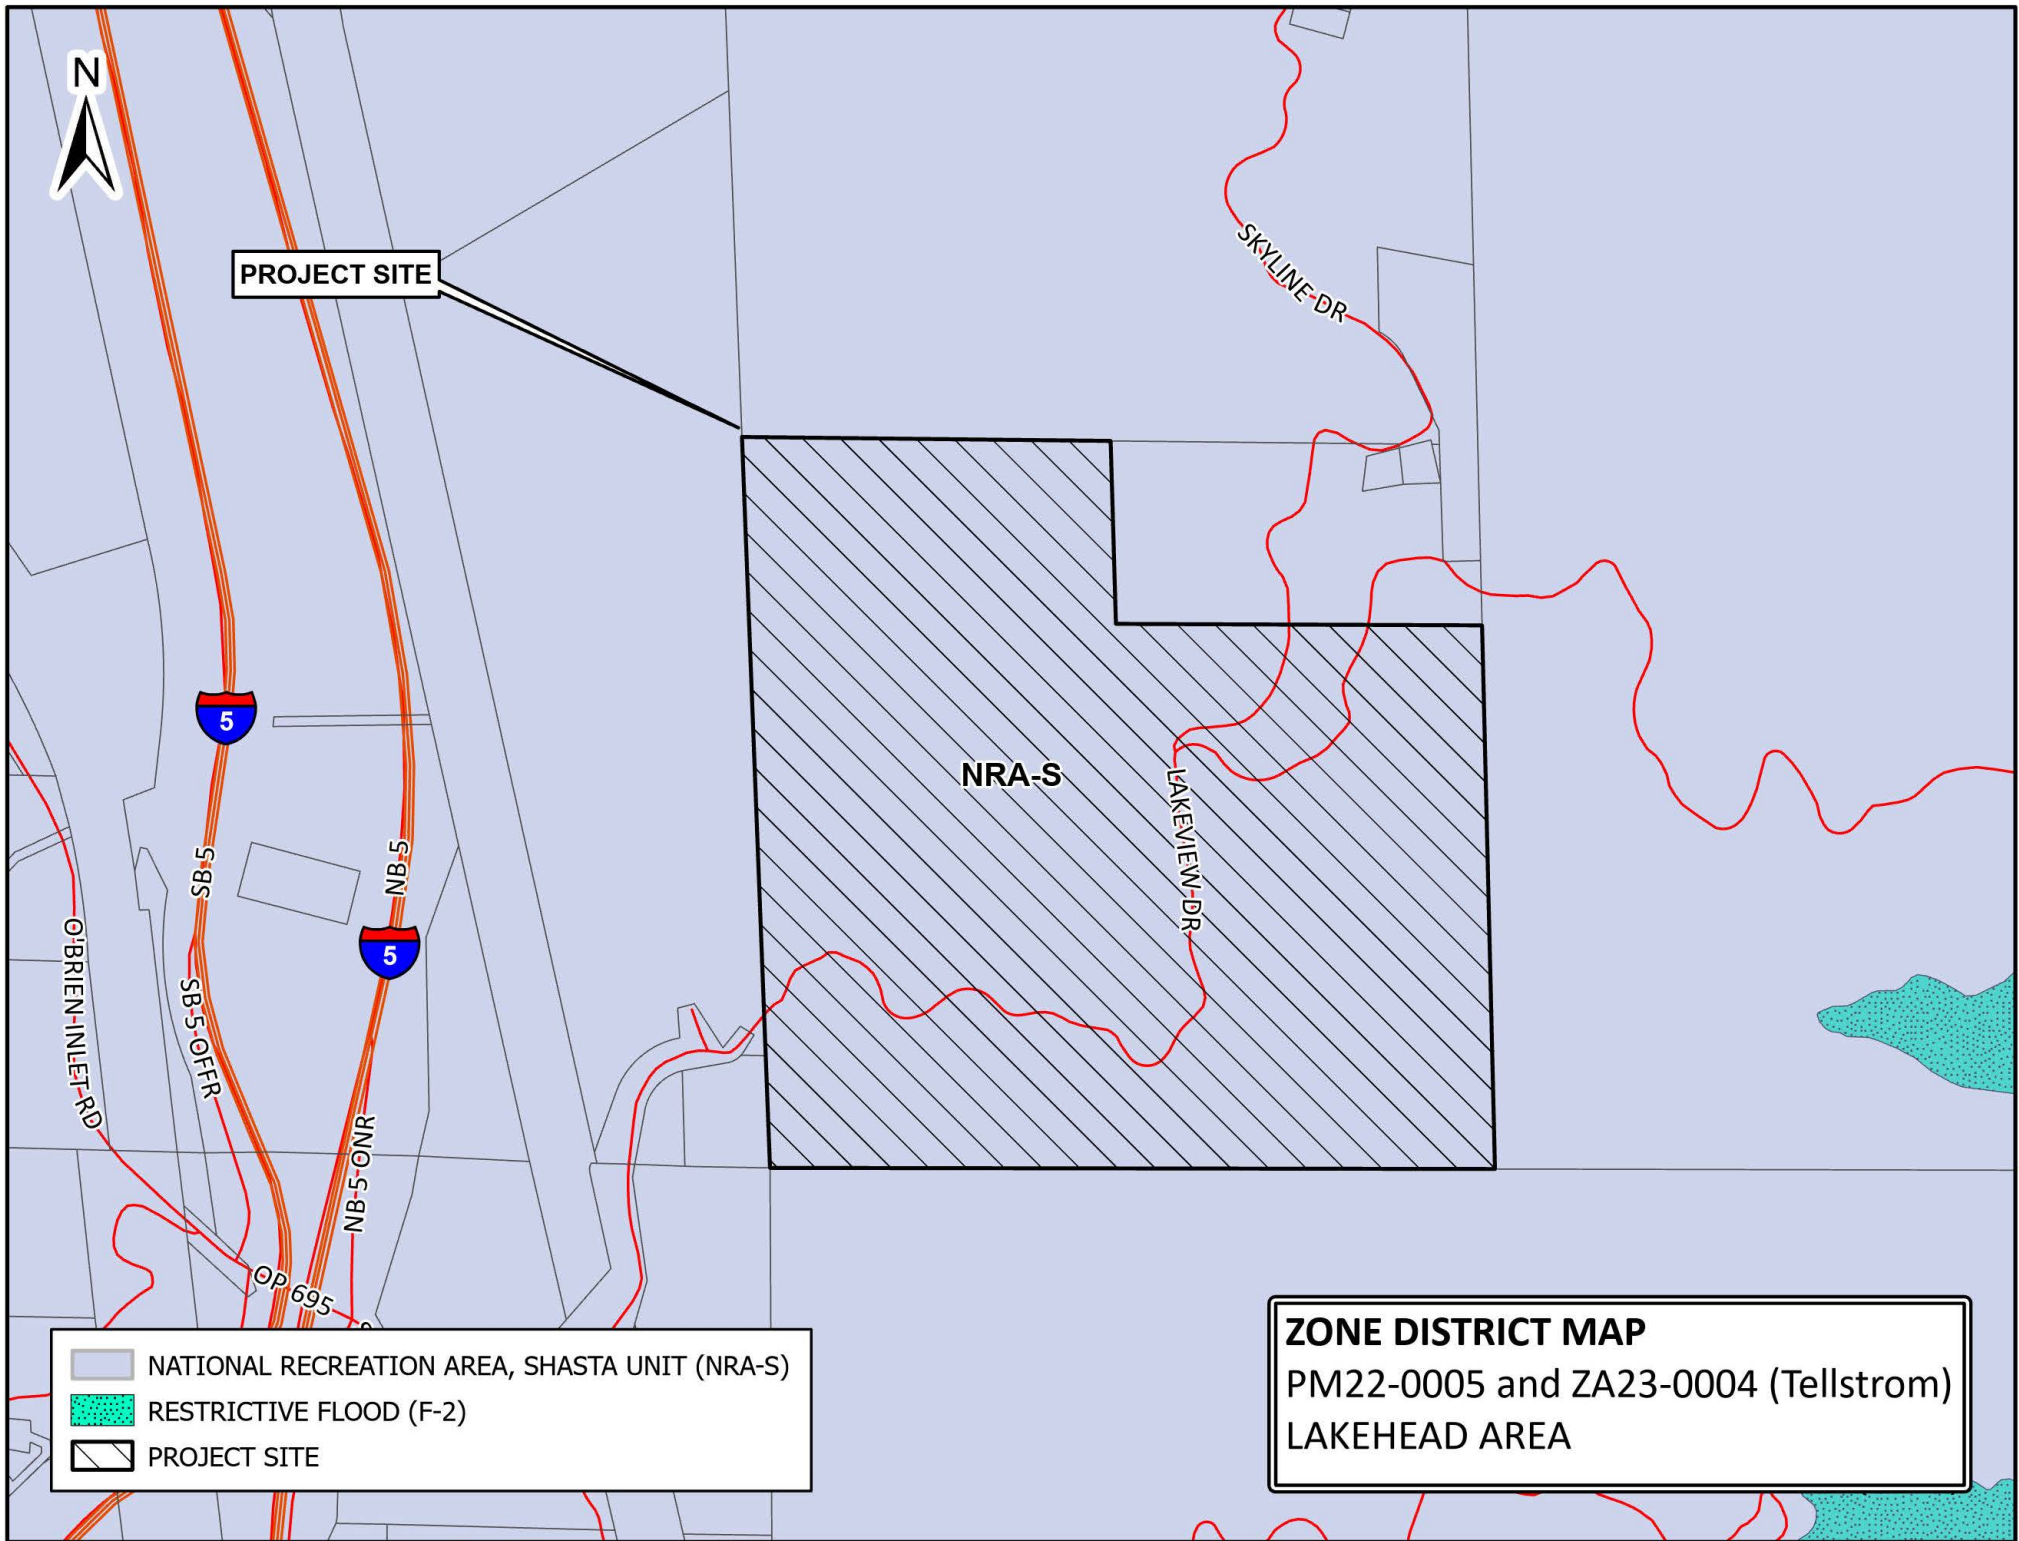 N
PROJECT SITE
SKYLINE DR
5
NRA-S
LAKEVIEW DR
SB 5
NB 5
5
O'BRIEN INLET RD
SB 5 OFFR
NB 5 ONR
OP 695
NATIONAL RECREATION AREA, SHASTA UNIT (NRA-S)
RESTRICTIVE FLOOD (F-2)
PROJECT SITE
ZONE DISTRICT MAP
PM22-0005 and ZA23-0004 (Tellstrom)
LAKEHEAD AREA